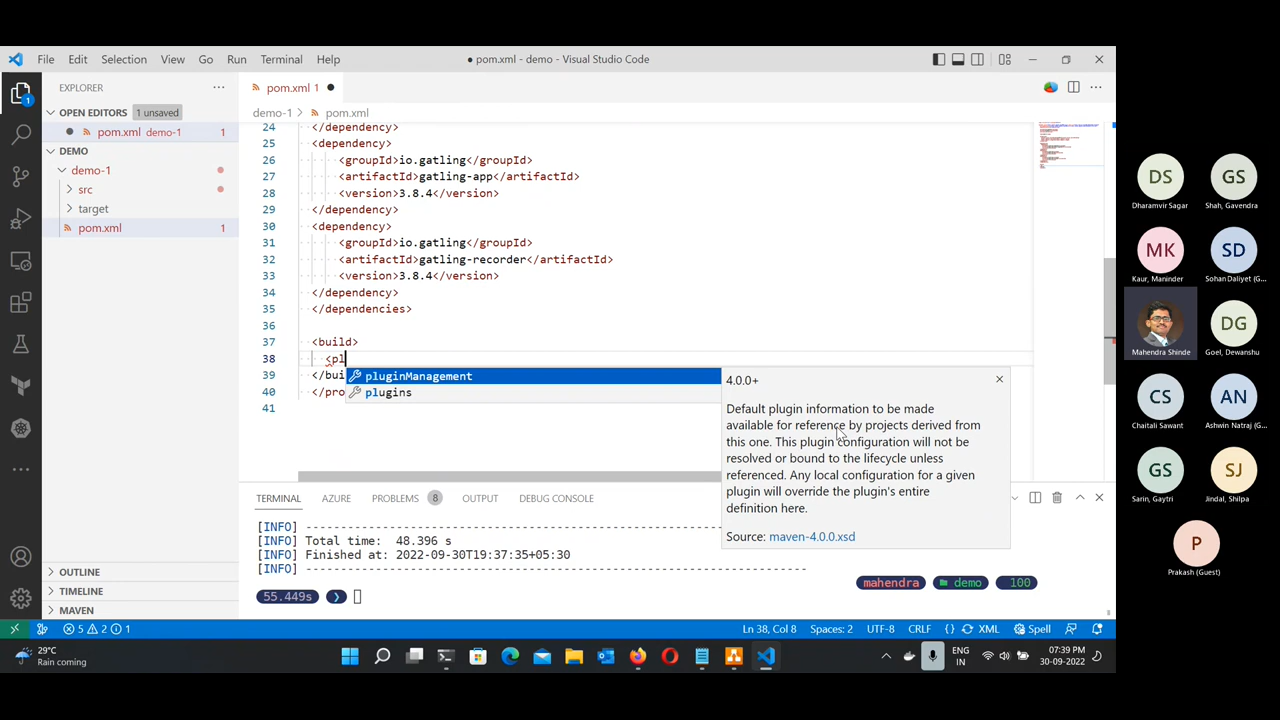 File Edit Selection View Go Run Terminal Help
● pom.xml - demo - Visual Studio Code
EXPLORER
OPEN EDITORS 1 unsaved
pom.xml demo-1 1
DEMO
demo-1
src
target
pom.xml 1
OUTLINE
TIMELINE
MAVEN
1
pom.xml 1
demo-1 > pom.xml
24 </dependency>
25 <dependency>
26 <groupId>io.gatling</groupId>
27 <artifactId>gatling-app</artifactId>
28 <version>3.8.4</version>
29 </dependency>
30 <dependency>
31 <groupId>io.gatling</groupId>
32 <artifactId>gatling-recorder</artifactId>
33 <version>3.8.4</version>
34 </dependency>
35 </dependencies>
36
37 <build>
38 <pl
39 </bui
40 </pro
41
pluginManagement
plugins
4.0.0+
Default plugin information to be made
available for reference by projects derived from
this one. This plugin configuration will not be
resolved or bound to the lifecycle unless
referenced. Any local configuration for a given
plugin will override the plugin's entire
definition here.
Source: maven-4.0.0.xsd
TERMINAL AZURE PROBLEMS 8 OUTPUT DEBUG CONSOLE
[INFO] ------------------------------------------------------------------------
[INFO] Total time: 48.396 s
[INFO] Finished at: 2022-09-30T19:37:35+05:30
[INFO] ------------------------------------------------------------------------
mahendra demo 100
55.449s ❯
5 2 1
Ln 38, Col 8 Spaces: 2 UTF-8 CRLF {} XML Spell
29°C
Rain coming
ENG
IN
07:39 PM
30-09-2022
DS
Dharamvir Sagar
GS
Shah, Gavendra
MK
Kaur, Maninder
SD
Sohan Daliyet (G...
Mahendra Shinde
DG
Goel, Dewanshu
CS
Chaitali Sawant
AN
Ashwin Natraj (G...
GS
Sarin, Gaytri
SJ
Jindal, Shilpa
P
Prakash (Guest)